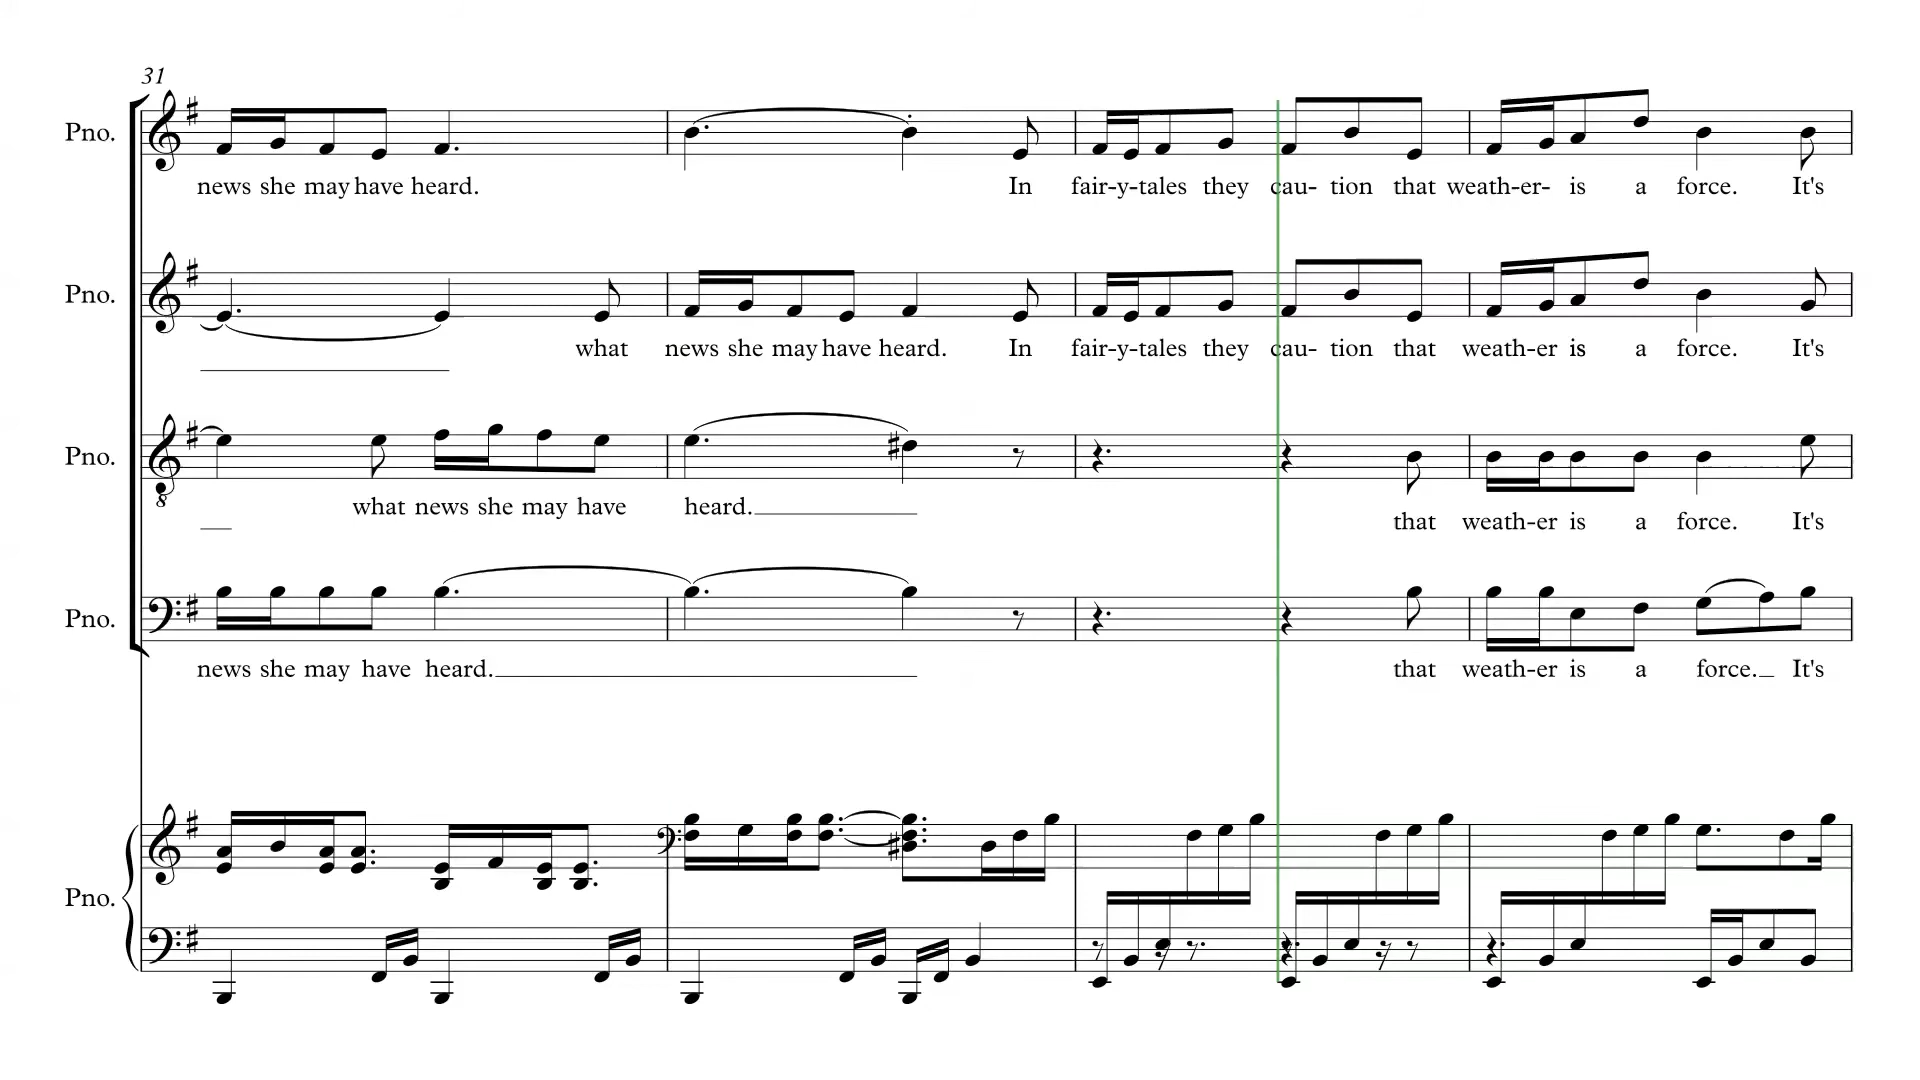 31
Pno.
news she may have heard. In fair-y-tales they cau- tion that weath-er- is a force. It's
Pno.
what news she may have heard. In fair-y-tales they cau- tion that weath-er is a force. It's
Pno.
what news she may have heard. that weath-er is a force. It's
Pno.
news she may have heard. that weath-er is a force. It's
Pno.